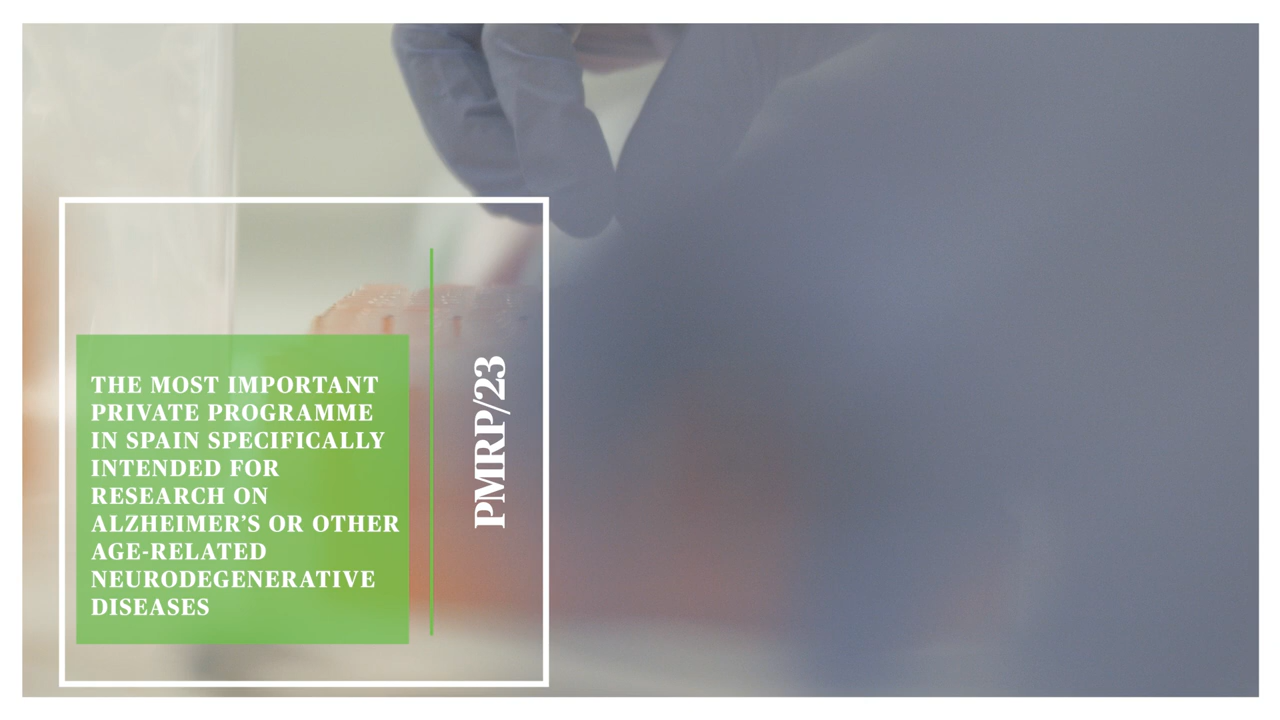 THE MOST IMPORTANT
PRIVATE PROGRAMME
IN SPAIN SPECIFICALLY
INTENDED FOR
RESEARCH ON
ALZHEIMER’S OR OTHER
AGE-RELATED
NEURODEGENERATIVE
DISEASES
PMRP/23